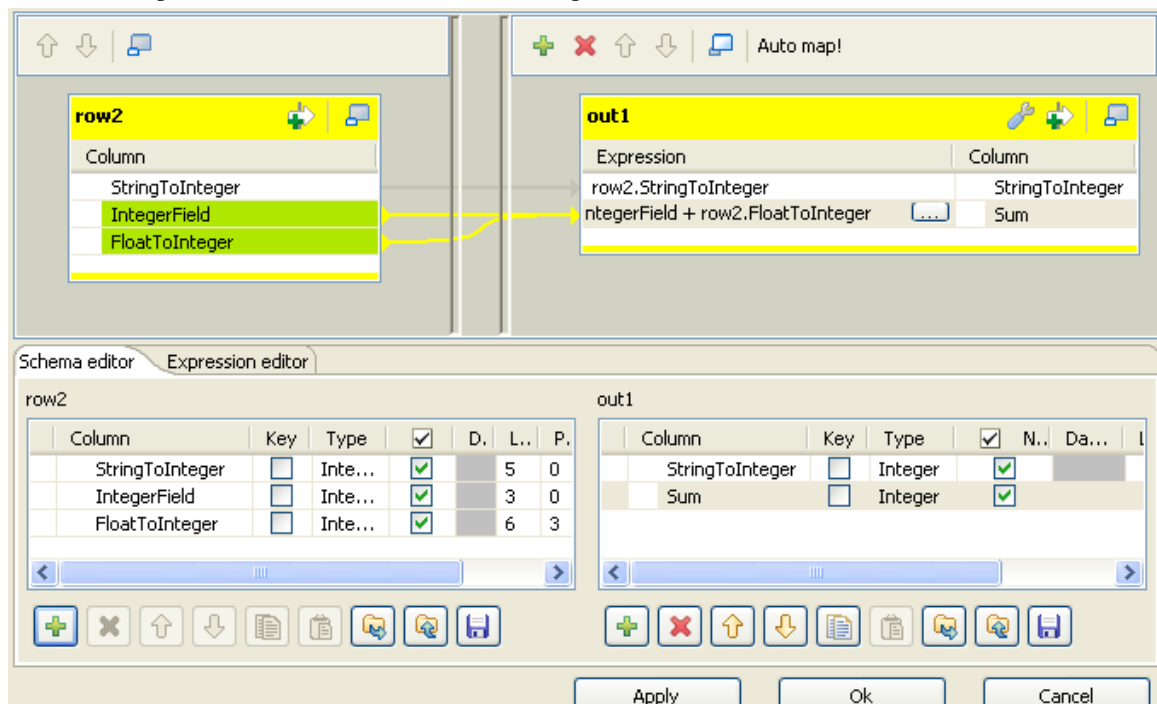 Auto map!
row2
Column
StringToInteger
IntegerField
FloatToInteger
out1
Expression Column
row2.StringToInteger StringToInteger
ntegerField + row2.FloatToInteger ... Sum
Schema editor Expression editor
row2
Column Key Type D. L.. P.
StringToInteger Inte... 5 0
IntegerField Inte... 3 0
FloatToInteger Inte... 6 3
out1
Column Key Type N.. Da... L
StringToInteger Integer
Sum Integer
Apply Ok Cancel